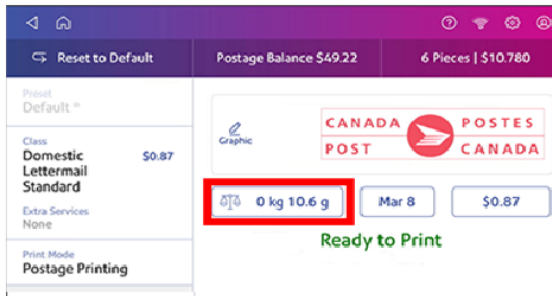 Reset to Default
Postage Balance $49.22
6 Pieces | $10.780
Preset
Default *
Class
Domestic Lettermail Standard
$0.87
Extra Services
None
Print Mode
Postage Printing
Graphic
CANADA POST
POSTES CANADA
0 kg 10.6 g
Mar 8
$0.87
Ready to Print